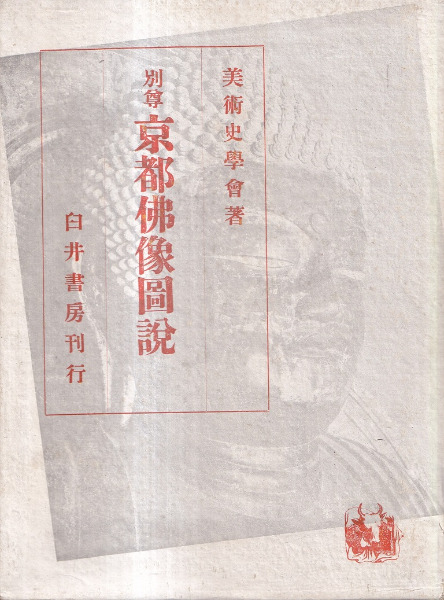 美術史學會著
別尊
京都佛像圖說
臼井書房刊行